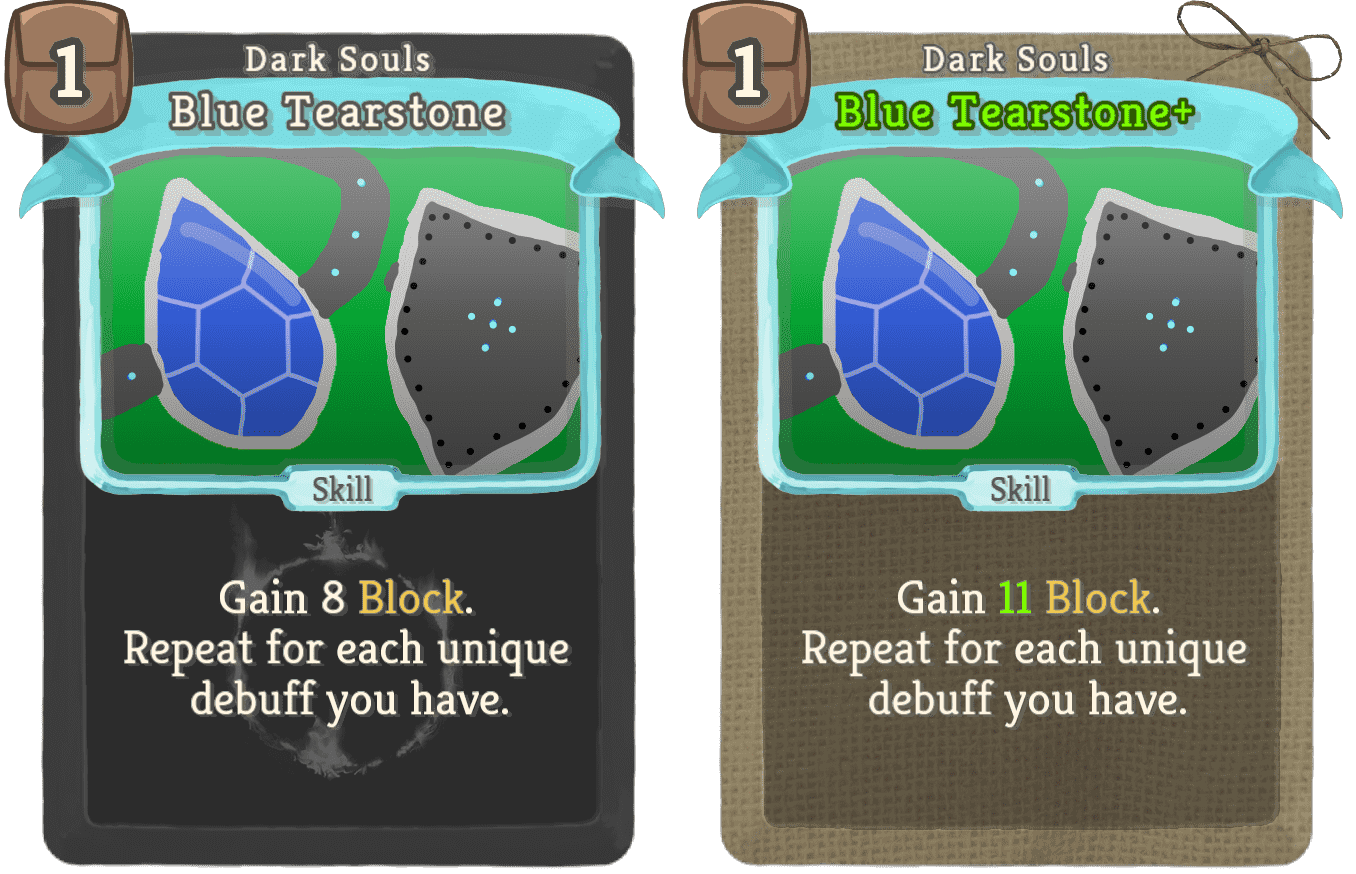 1
Dark Souls
Blue Tearstone
Skill
Gain 8 Block.
Repeat for each unique
debuff you have.
1
Dark Souls
Blue Tearstone+
Skill
Gain 11 Block.
Repeat for each unique
debuff you have.